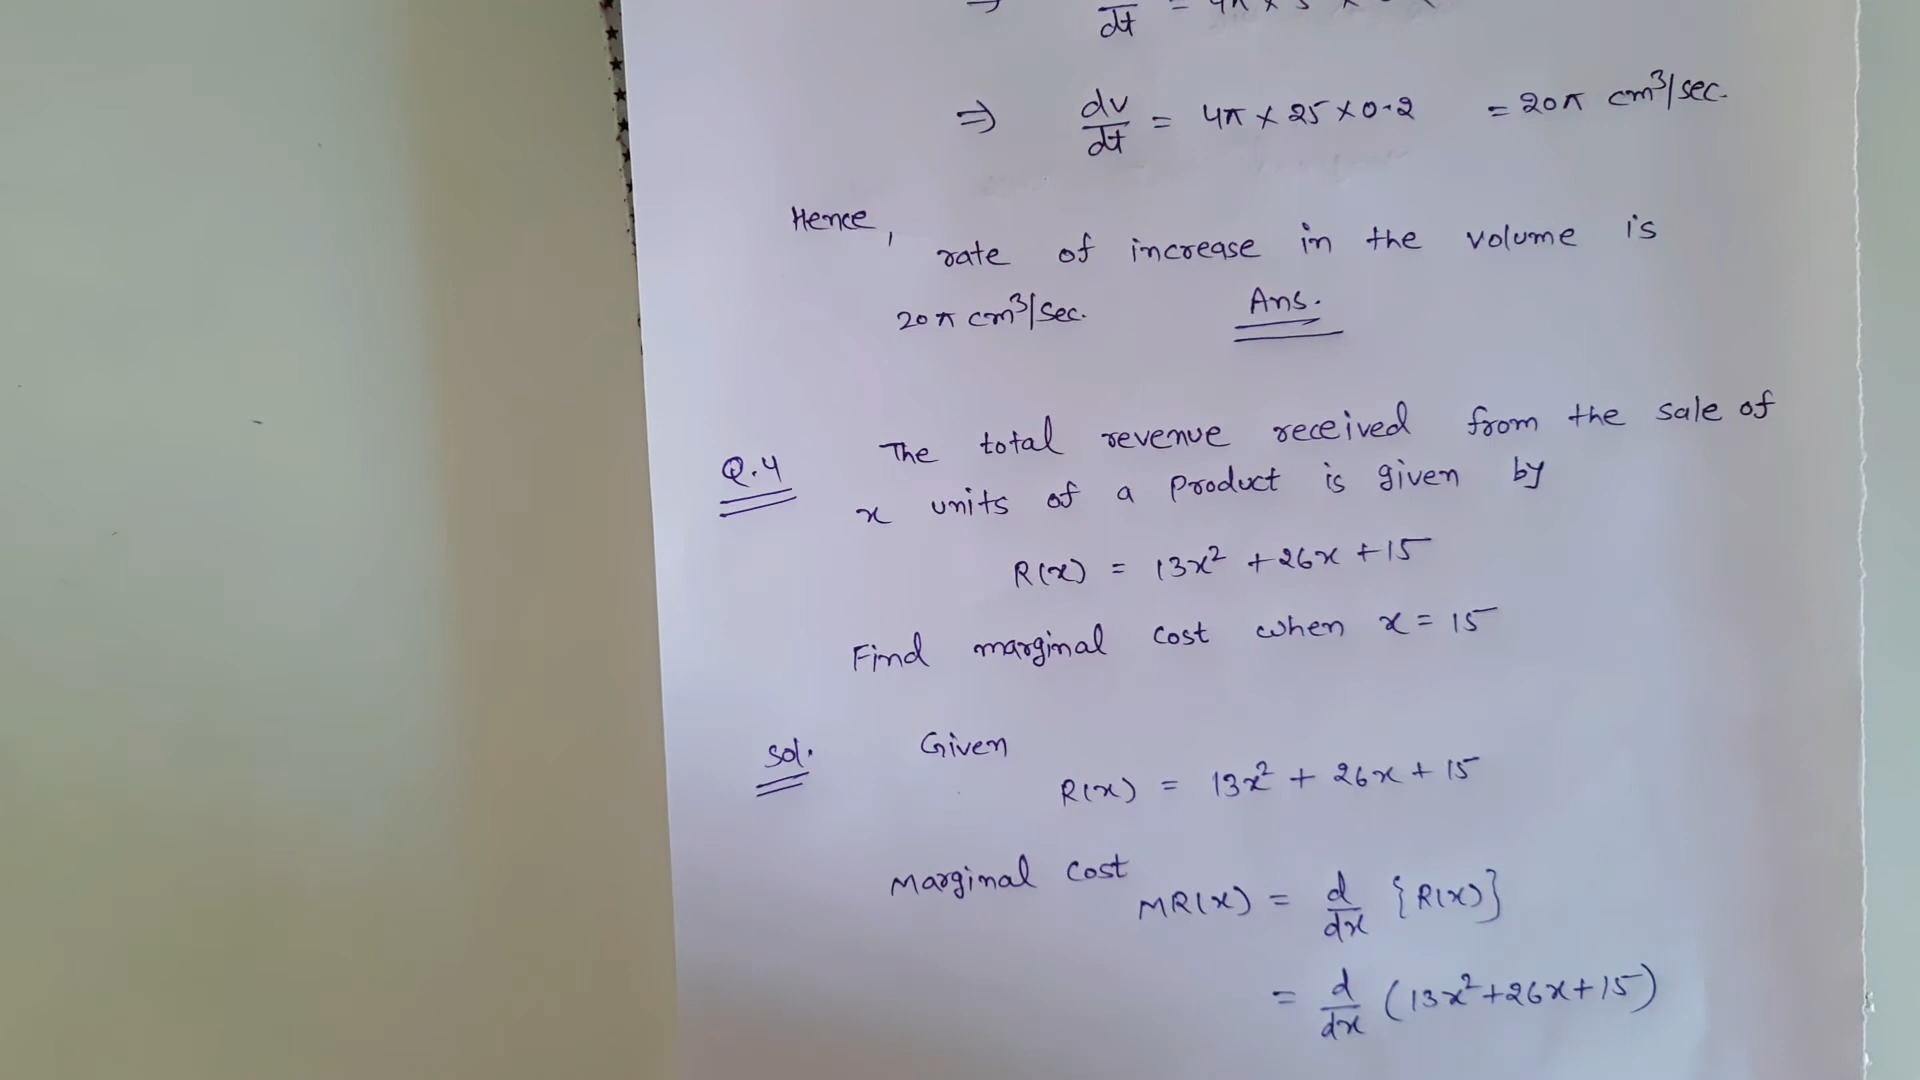 ⇒ dv/dt = 4π × 25 × 0.2 = 20π cm³/sec.
Hence,
rate of increase in the volume is
20π cm³/sec. Ans.
Q.4 The total revenue received from the sale of
x units of a product is given by
R(x) = 13x² + 26x + 15
Find marginal cost when x = 15
Sol. Given
R(x) = 13x² + 26x + 15
Marginal cost
MR(x) = d/dx {R(x)}
= d/dx (13x² + 26x + 15)